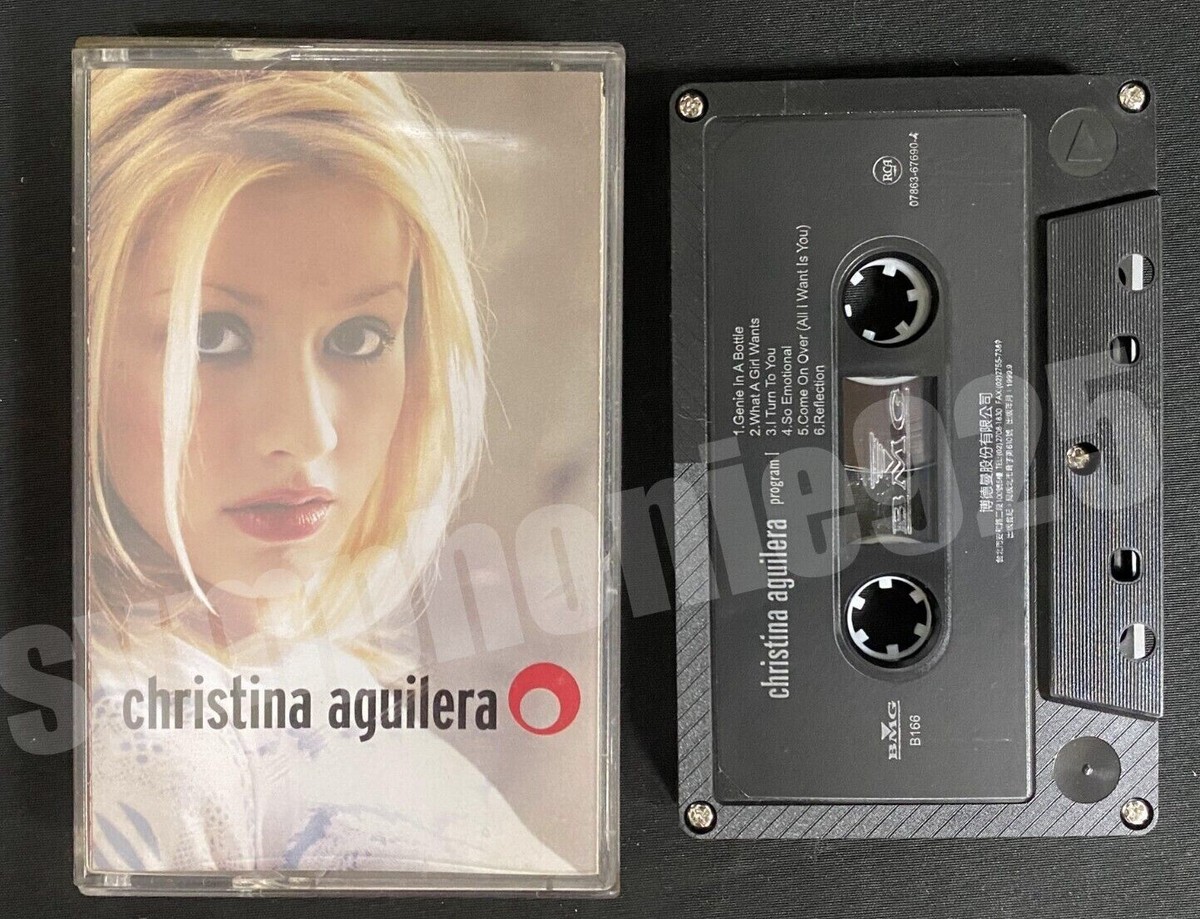 christina aguilera
christina aguilera program I
1.Genie In A Bottle
2.What A Girl Wants
3.I Turn To You
4.So Emotional
5.Come On Over (All I Want Is You)
6.Reflection
BMG
B166
BMG
RCA
07863-67690-4
博德曼股份有限公司
symphonie925